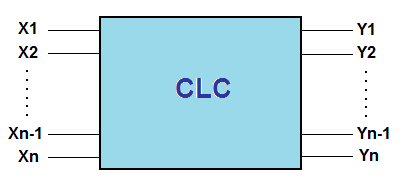 X1 Y1
X2 Y2
CLC
Xn-1 Yn-1
Xn Yn